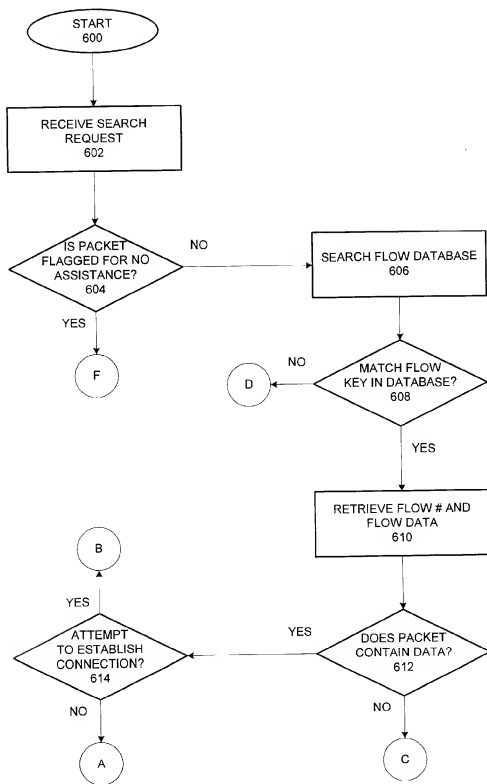 START
600
RECEIVE SEARCH
REQUEST
602
IS PACKET
FLAGGED FOR NO
ASSISTANCE?
604
NO
YES
F
SEARCH FLOW DATABASE
606
MATCH FLOW
KEY IN DATABASE?
608
NO
D
YES
RETRIEVE FLOW # AND
FLOW DATA
610
DOES PACKET
CONTAIN DATA?
612
YES
NO
C
ATTEMPT
TO ESTABLISH
CONNECTION?
614
YES
B
NO
A